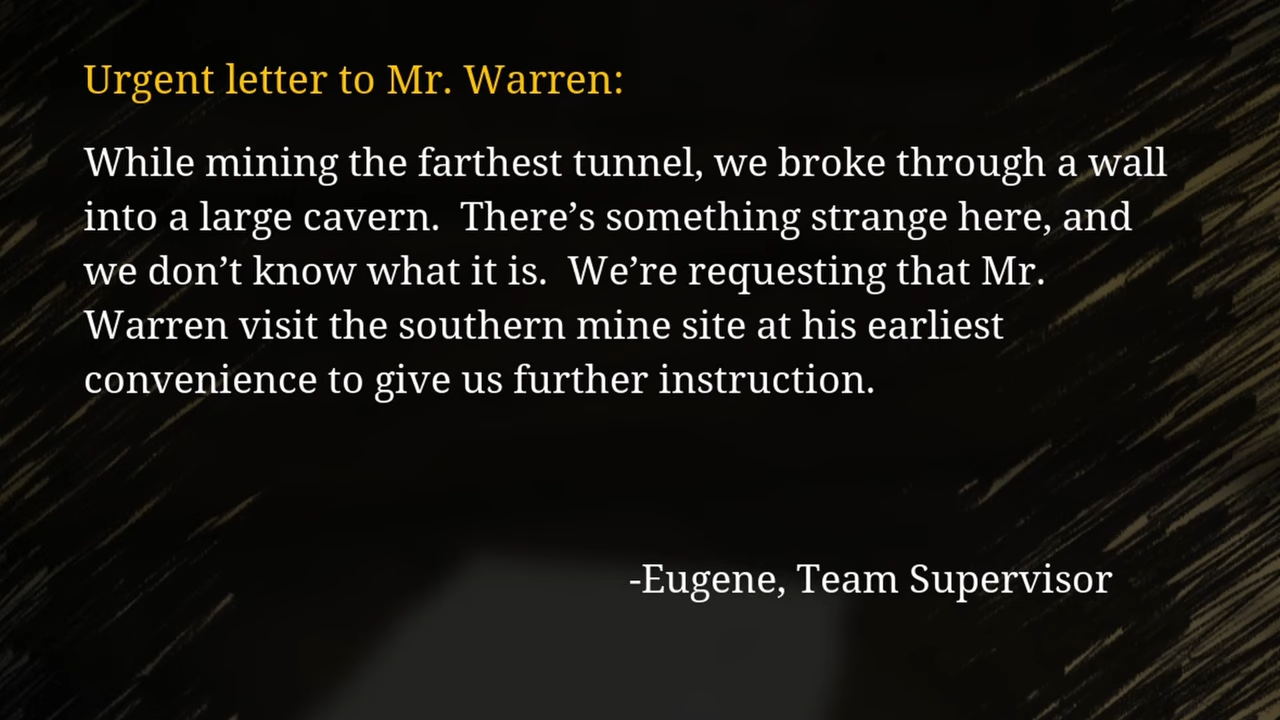 Urgent letter to Mr. Warren:
While mining the farthest tunnel, we broke through a wall
into a large cavern.  There’s something strange here, and
we don’t know what it is.  We’re requesting that Mr.
Warren visit the southern mine site at his earliest
convenience to give us further instruction.
-Eugene, Team Supervisor